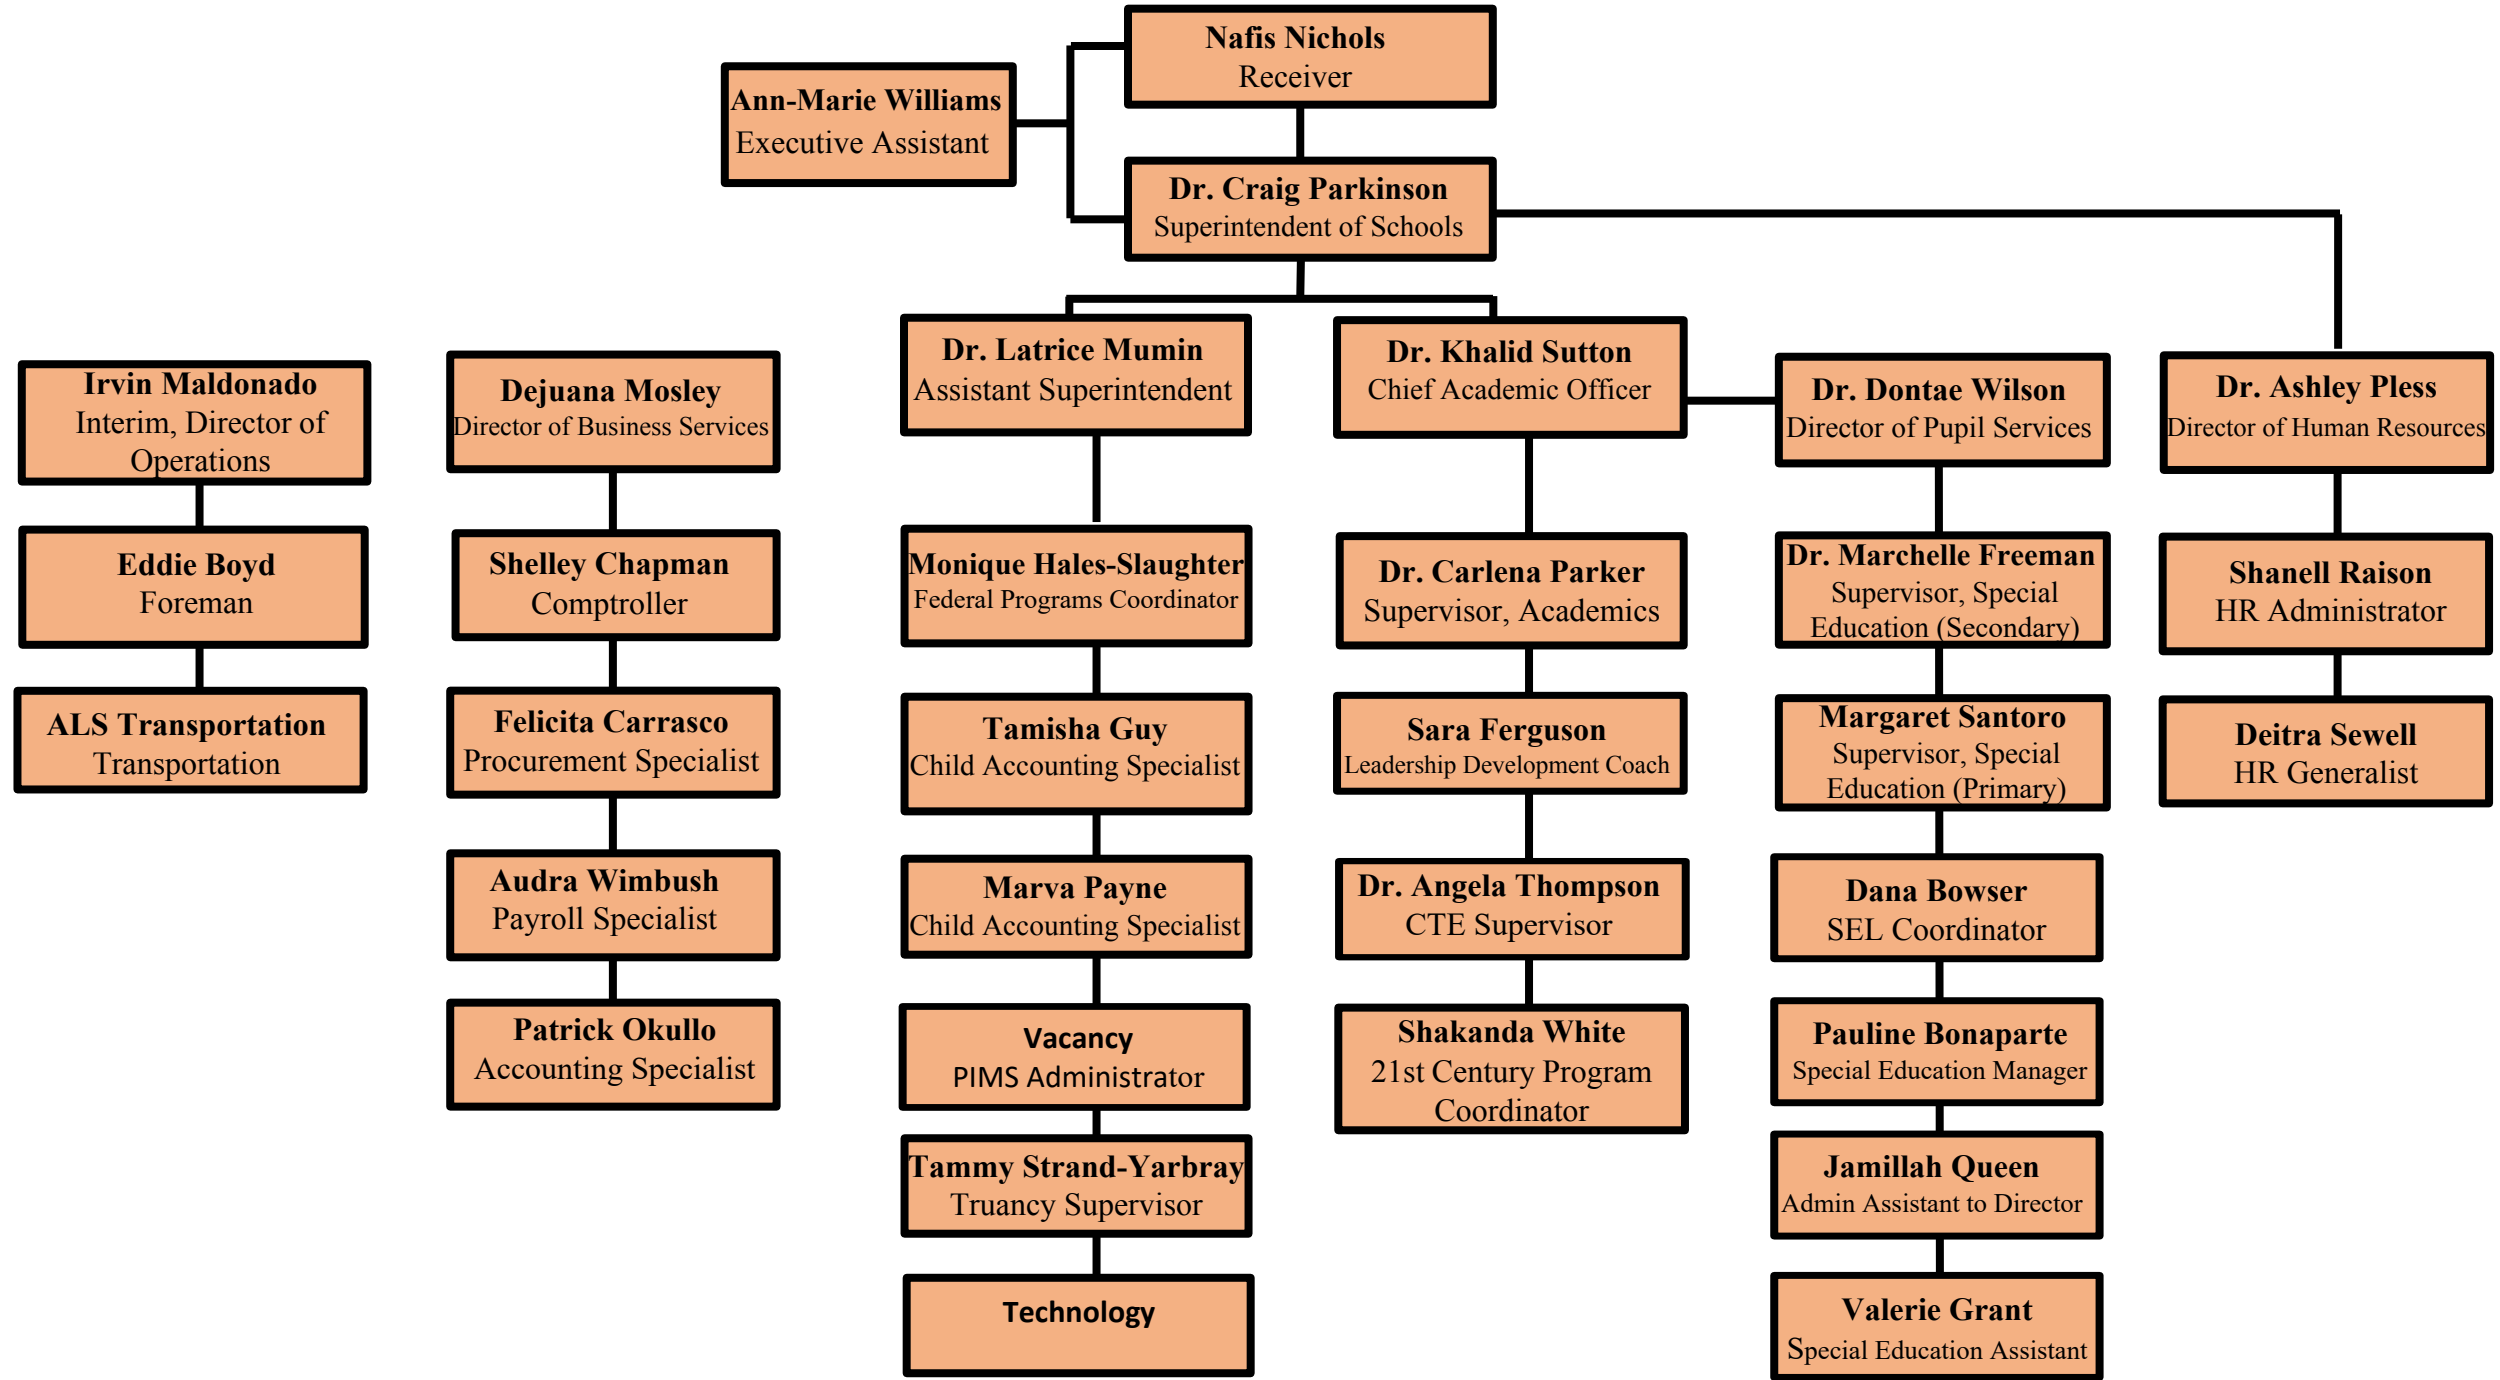 Nafis Nichols
Receiver
Ann-Marie Williams
Executive Assistant
Dr. Craig Parkinson
Superintendent of Schools
Irvin Maldonado
Interim, Director of
Operations
Eddie Boyd
Foreman
ALS Transportation
Transportation
Dejuana Mosley
Director of Business Services
Shelley Chapman
Comptroller
Felicita Carrasco
Procurement Specialist
Audra Wimbush
Payroll Specialist
Patrick Okullo
Accounting Specialist
Dr. Latrice Mumin
Assistant Superintendent
Monique Hales-Slaughter
Federal Programs Coordinator
Tamisha Guy
Child Accounting Specialist
Marva Payne
Child Accounting Specialist
Vacancy
PIMS Administrator
Tammy Strand-Yarbray
Truancy Supervisor
Technology
Dr. Khalid Sutton
Chief Academic Officer
Dr. Carlena Parker
Supervisor, Academics
Sara Ferguson
Leadership Development Coach
Dr. Angela Thompson
CTE Supervisor
Shakanda White
21st Century Program
Coordinator
Dr. Dontae Wilson
Director of Pupil Services
Dr. Marchelle Freeman
Supervisor, Special
Education (Secondary)
Margaret Santoro
Supervisor, Special
Education (Primary)
Dana Bowser
SEL Coordinator
Pauline Bonaparte
Special Education Manager
Jamillah Queen
Admin Assistant to Director
Valerie Grant
Special Education Assistant
Dr. Ashley Pless
Director of Human Resources
Shanell Raison
HR Administrator
Deitra Sewell
HR Generalist